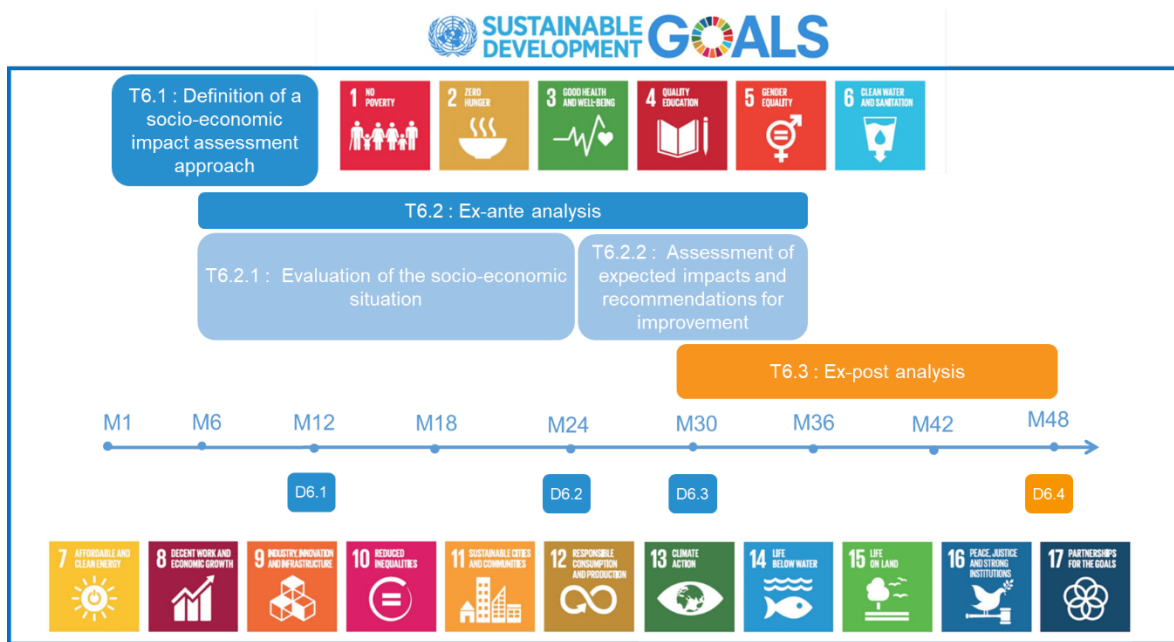 SUSTAINABLE
DEVELOPMENT
GOALS
T6.1 : Definition of a
socio-economic
impact assessment
approach
1 NO
POVERTY
2 ZERO
HUNGER
3 GOOD HEALTH
AND WELL-BEING
4 QUALITY
EDUCATION
5 GENDER
EQUALITY
6 CLEAN WATER
AND SANITATION
T6.2 : Ex-ante analysis
T6.2.1 : Evaluation of the socio-economic
situation
T6.2.2 : Assessment of
expected impacts and
recommendations for
improvement
T6.3 : Ex-post analysis
M1 M6 M12 M18 M24 M30 M36 M42 M48
D6.1 D6.2 D6.3 D6.4
7 AFFORDABLE AND
CLEAN ENERGY
8 DECENT WORK AND
ECONOMIC GROWTH
9 INDUSTRY, INNOVATION
AND INFRASTRUCTURE
10 REDUCED
INEQUALITIES
11 SUSTAINABLE CITIES
AND COMMUNITIES
12 RESPONSIBLE
CONSUMPTION
AND PRODUCTION
13 CLIMATE
ACTION
14 LIFE
BELOW WATER
15 LIFE
ON LAND
16 PEACE, JUSTICE
AND STRONG
INSTITUTIONS
17 PARTNERSHIPS
FOR THE GOALS